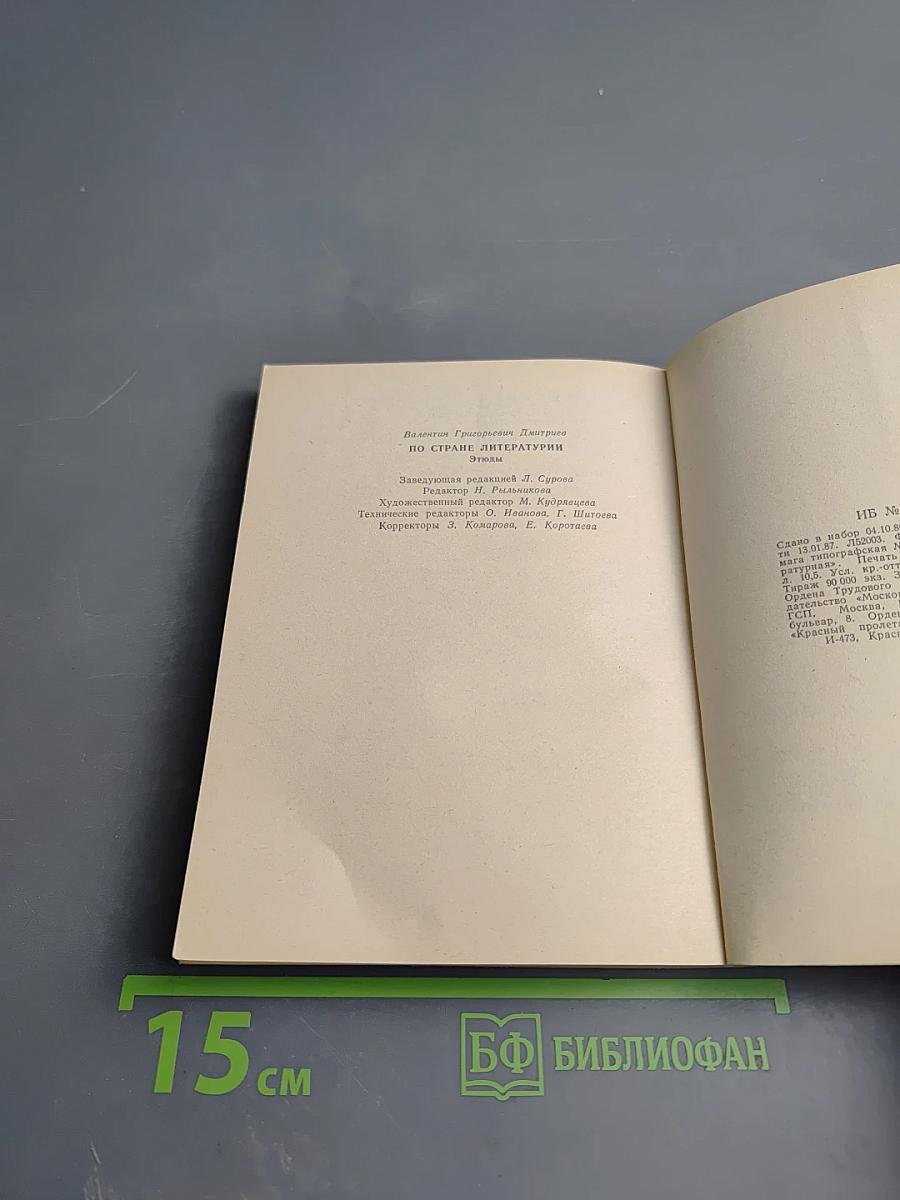 Валентин Григорьевич Дмитриев
ПО СТРАНЕ ЛИТЕРАТУРИИ
Этюды
Заведующая редакцией Л. Сурова
Редактор Н. Рыльникова
Художественный редактор М. Кудрявцева
Технические редакторы О. Иванова, Г. Шитоева
Корректоры З. Комарова, Е. Коротаева
ИБ №
Сдано в набор 04.10.8
ти 13.01.87. Л52003. Ф
мага типографская №
ратурная». Печать
л. 10,5. Усл. кр.-отт
Тираж 90 000 экз. З
Ордена Трудового
дательство «Москов
ГСП, Москва,
бульвар, 8. Орден
«Красный пролета
И-473, Крас
15 см
БФ БИБЛИОФАН